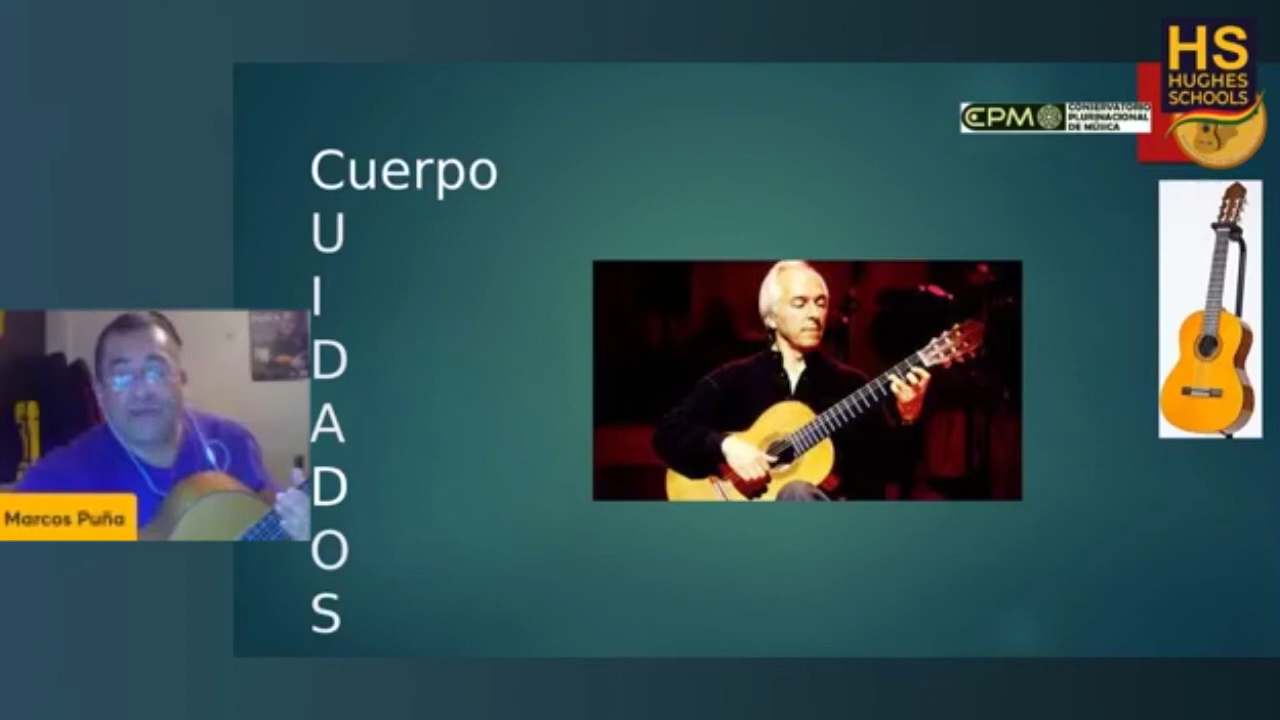 HS
HUGHES
SCHOOLS
CPM
CONSERVATORIO
PLURINACIONAL
DE MÚSICA
Cuerpo
U
I
D
A
D
O
S
Marcos Puña